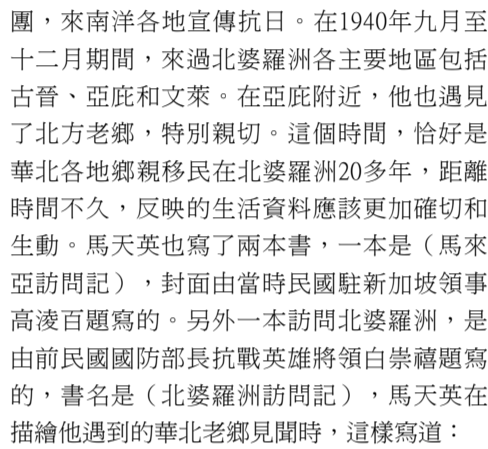 團，來南洋各地宣傳抗日。在1940年九月至
十二月期間，來過北婆羅洲各主要地區包括
古晉、亞庇和文萊。在亞庇附近，他也遇見
了北方老鄉，特別親切。這個時間，恰好是
華北各地鄉親移民在北婆羅洲20多年，距離
時間不久，反映的生活資料應該更加確切和
生動。馬天英也寫了兩本書，一本是（馬來
亞訪問記），封面由當時民國駐新加坡領事
高淩百題寫的。另外一本訪問北婆羅洲，是
由前民國國防部長抗戰英雄將領白崇禧題寫
的，書名是（北婆羅洲訪問記），馬天英在
描繪他遇到的華北老鄉見聞時，這樣寫道：